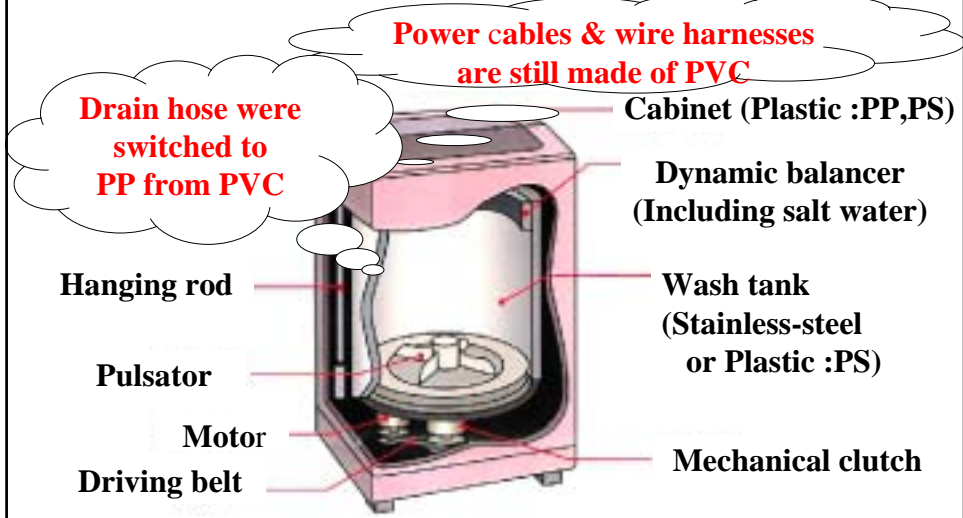 Power cables & wire harnesses
are still made of PVC
Drain hose were
switched to
PP from PVC
Cabinet (Plastic :PP,PS)
Dynamic balancer
(Including salt water)
Hanging rod
Wash tank
(Stainless-steel
or Plastic :PS)
Pulsator
Motor
Driving belt
Mechanical clutch